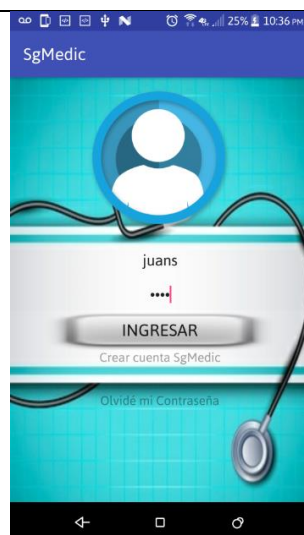 25% 10:36 PM
SgMedic
juans
••••
INGRESAR
Crear cuenta SgMedic
Olvidé mi Contraseña